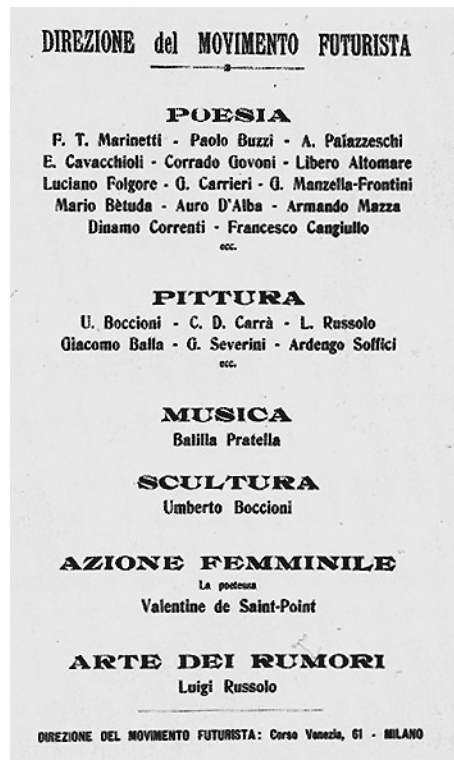 DIREZIONE del MOVIMENTO FUTURISTA
POESIA
F. T. Marinetti - Paolo Buzzi - A. Palazzeschi
E. Cavacchioli - Corrado Govoni - Libero Altomare
Luciano Folgore - G. Carrieri - G. Manzella-Frontini
Mario Bètuda - Auro D'Alba - Armando Mazza
Dinamo Correnti - Francesco Cangiullo
ecc.
PITTURA
U. Boccioni - C. D. Carrà - L. Russolo
Giacomo Balla - G. Severini - Ardengo Soffici
ecc.
MUSICA
Balilla Pratella
SCULTURA
Umberto Boccioni
AZIONE FEMMINILE
La poetessa
Valentine de Saint-Point
ARTE DEI RUMORI
Luigi Russolo
DIREZIONE DEL MOVIMENTO FUTURISTA: Corso Venezia, 61 - MILANO